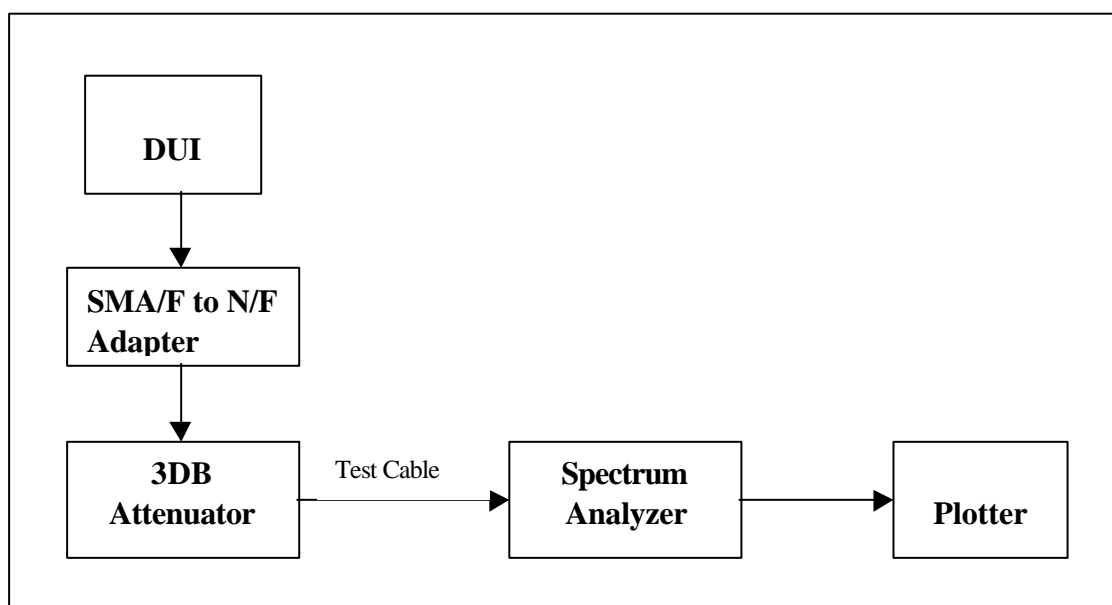 DUI
SMA/F to N/F
Adapter
3DB
Attenuator
Test Cable
Spectrum
Analyzer
Plotter